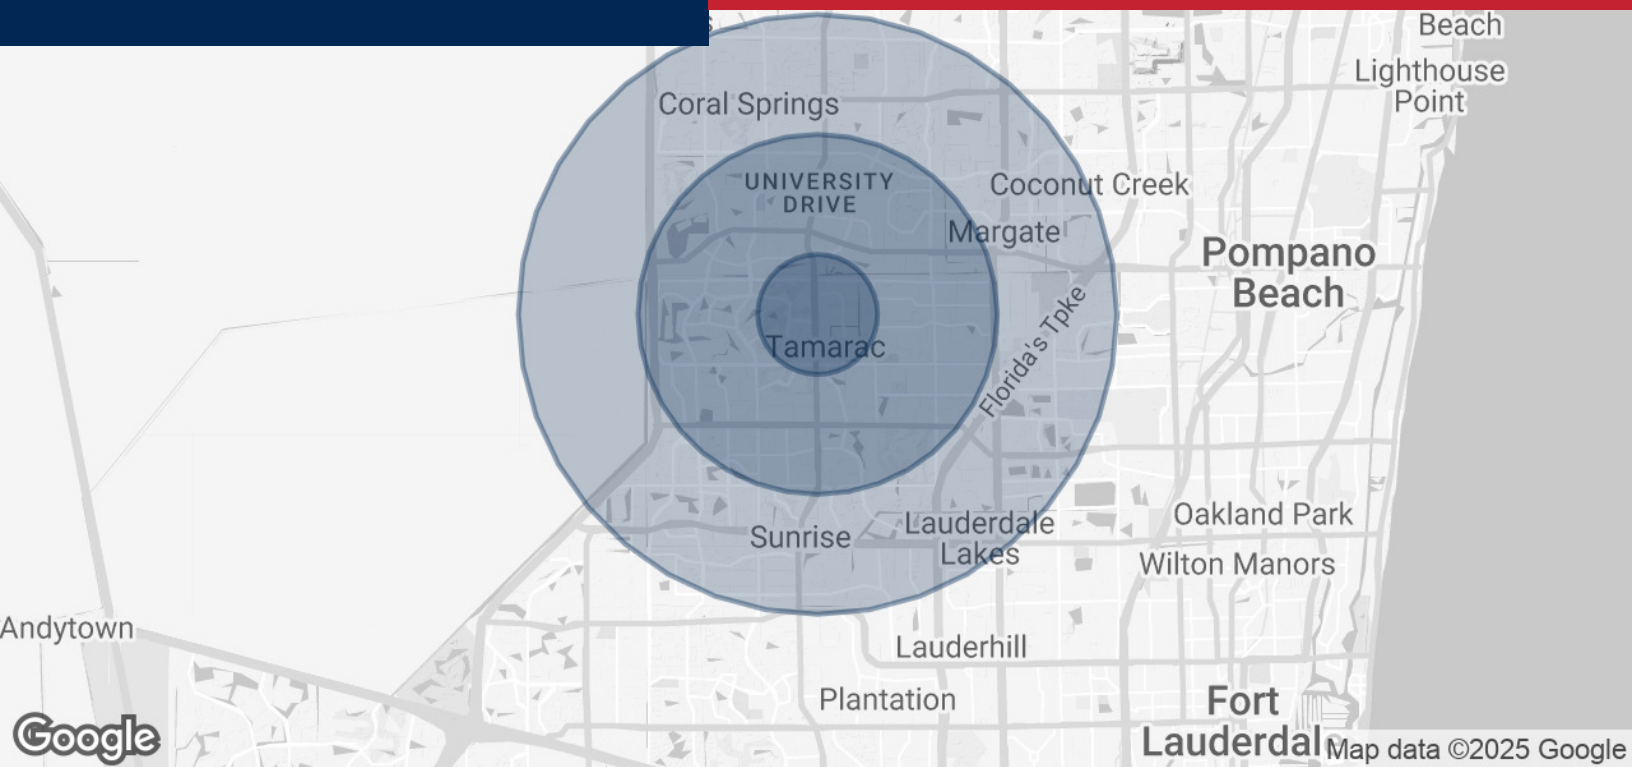 Beach
Lighthouse
Point
Coral Springs
UNIVERSITY
DRIVE
Coconut Creek
Margate
Pompano
Beach
Florida's Tpke
Tamarac
Oakland Park
Sunrise
Lauderdale
Lakes
Wilton Manors
Andytown
Lauderhill
Plantation
Fort
Lauderdal
Google
Map data ©2025 Google